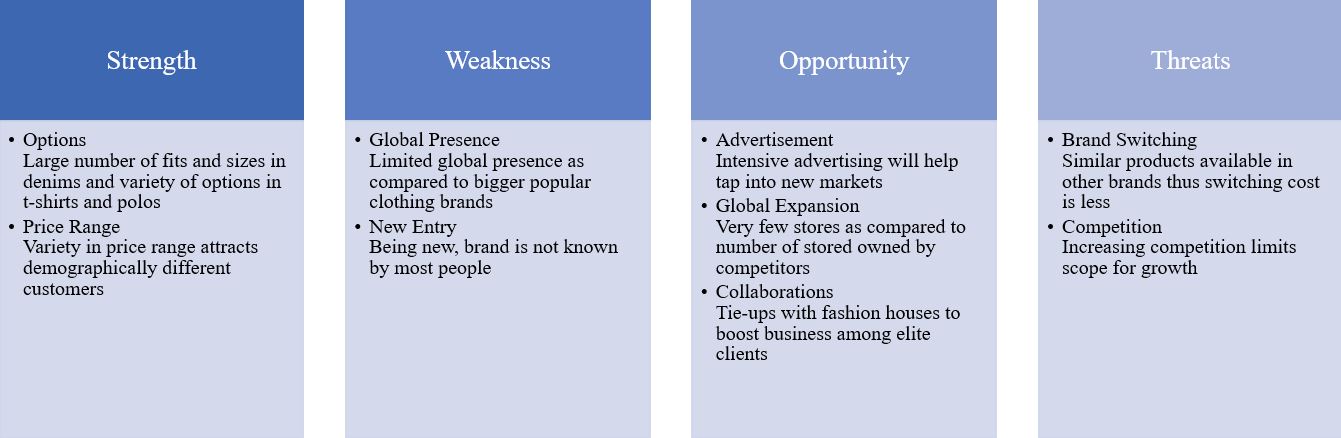 Strength
• Options
Large number of fits and sizes in
denims and variety of options in
t-shirts and polos
• Price Range
Variety in price range attracts
demographically different
customers
Weakness
• Global Presence
Limited global presence as
compared to bigger popular
clothing brands
• New Entry
Being new, brand is not known
by most people
Opportunity
• Advertisement
Intensive advertising will help
tap into new markets
• Global Expansion
Very few stores as compared to
number of stored owned by
competitors
• Collaborations
Tie-ups with fashion houses to
boost business among elite
clients
Threats
• Brand Switching
Similar products available in
other brands thus switching cost
is less
• Competition
Increasing competition limits
scope for growth